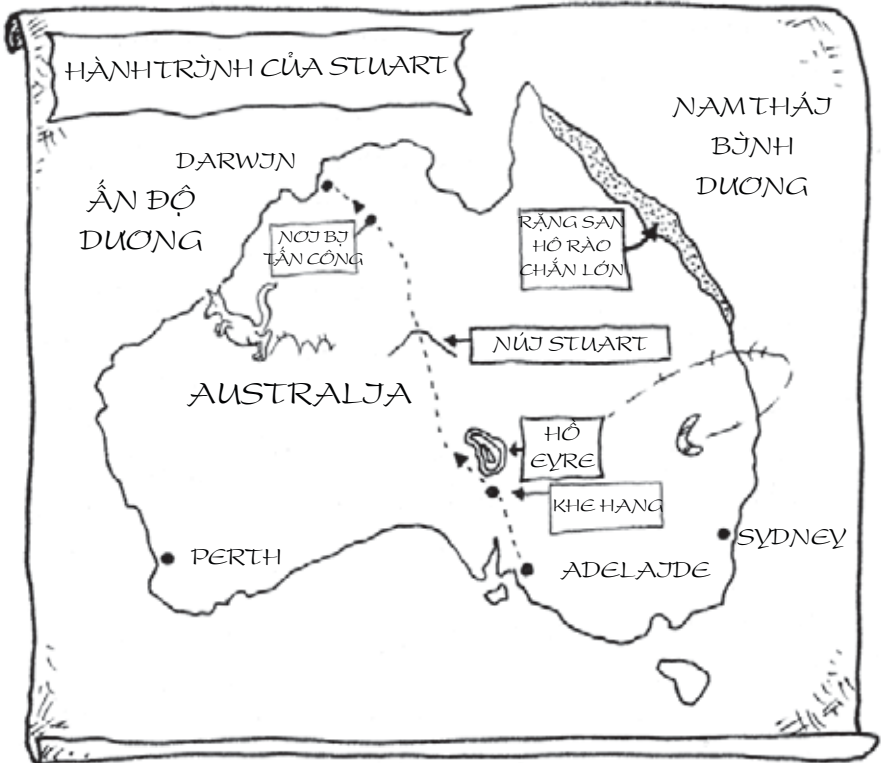 HÀNH TRÌNH CỦA STUART
NAM THÁI
BÌNH
DƯƠNG
DARWIN
ẤN ĐỘ
DƯƠNG
NƠI BỊ
TẤN CÔNG
RẶNG SAN
HÔ RÀO
CHẮN LỚN
NÚI STUART
AUSTRALIA
HỒ
EYRE
KHE HANG
SYDNEY
PERTH
ADELAIDE